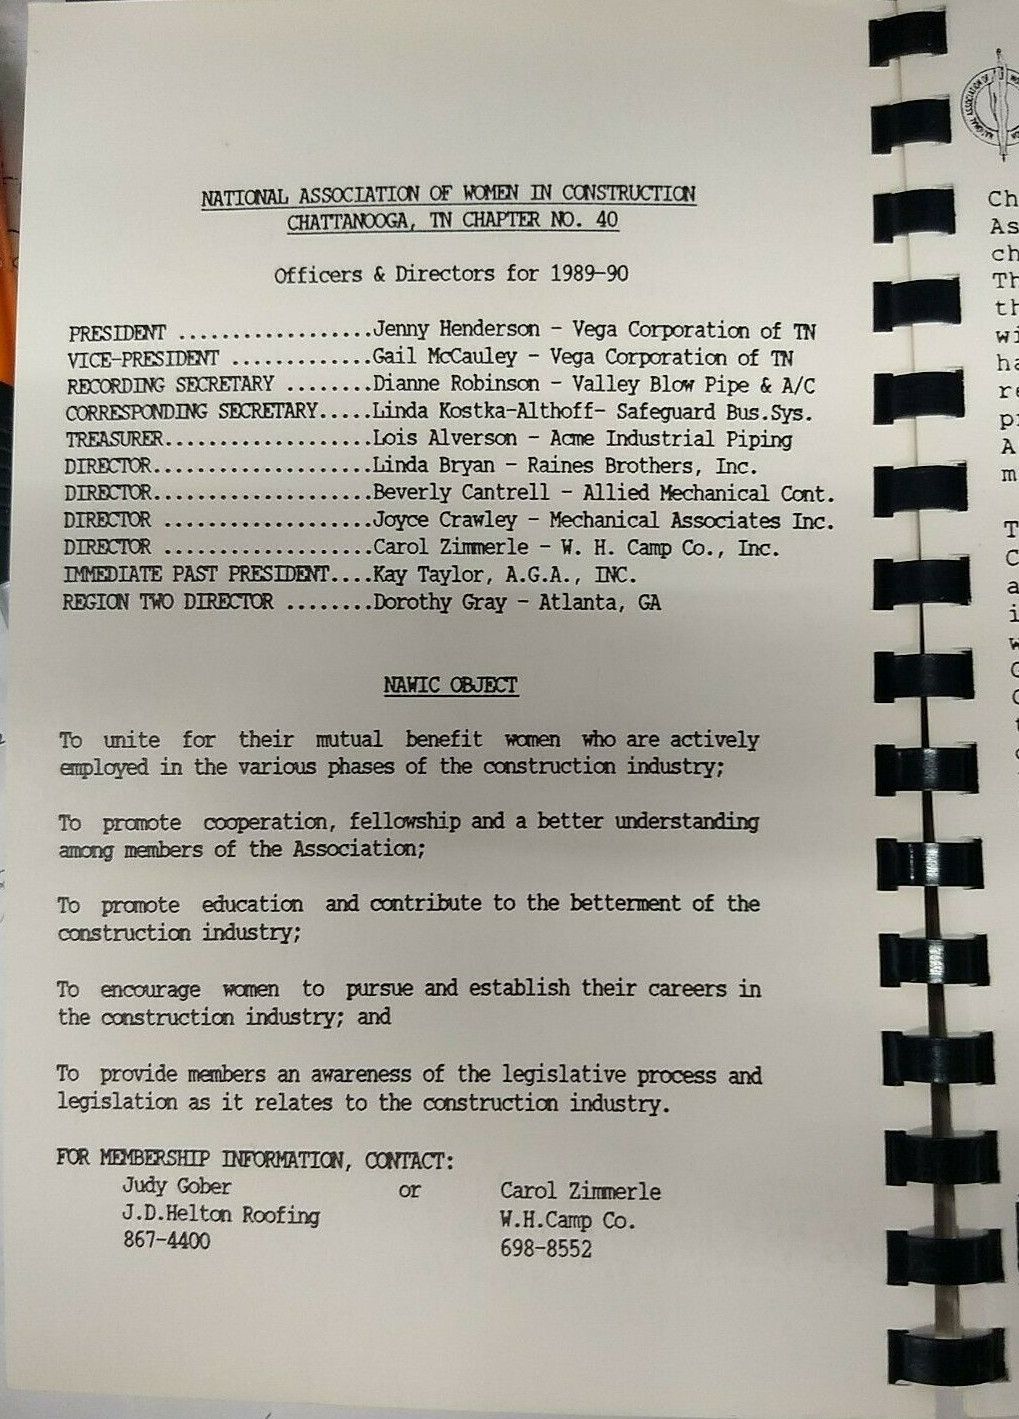 NATIONAL ASSOCIATION OF WOMEN IN CONSTRUCTION
CHATTANOOGA, TN CHAPTER NO. 40
Officers & Directors for 1989-90
PRESIDENT ..................Jenny Henderson - Vega Corporation of TN
VICE-PRESIDENT .............Gail McCauley - Vega Corporation of TN
RECORDING SECRETARY ........Dianne Robinson - Valley Blow Pipe & A/C
CORRESPONDING SECRETARY.....Linda Kostka-Althoff- Safeguard Bus.Sys.
TREASURER...................Lois Alverson - Acme Industrial Piping
DIRECTOR....................Linda Bryan - Raines Brothers, Inc.
DIRECTOR....................Beverly Cantrell - Allied Mechanical Cont.
DIRECTOR ...................Joyce Crawley - Mechanical Associates Inc.
DIRECTOR ...................Carol Zimmerle - W. H. Camp Co., Inc.
IMMEDIATE PAST PRESIDENT....Kay Taylor, A.G.A., INC.
REGION TWO DIRECTOR ........Dorothy Gray - Atlanta, GA
NAWIC OBJECT
To unite for their mutual benefit women who are actively
employed in the various phases of the construction industry;
To promote cooperation, fellowship and a better understanding
among members of the Association;
To promote education and contribute to the betterment of the
construction industry;
To encourage women to pursue and establish their careers in
the construction industry; and
To provide members an awareness of the legislative process and
legislation as it relates to the construction industry.
FOR MEMBERSHIP INFORMATION, CONTACT:
Judy Gober or Carol Zimmerle
J.D.Helton Roofing W.H.Camp Co.
867-4400 698-8552